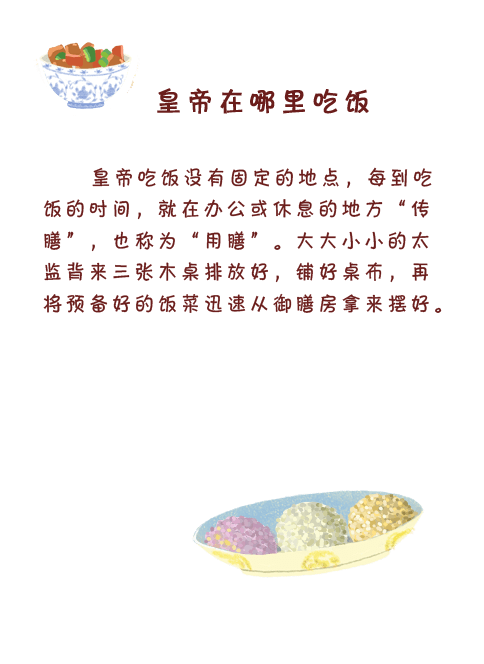 皇帝在哪里吃饭
皇帝吃饭没有固定的地点，每到吃
饭的时间，就在办公或休息的地方“传
膳”，也称为“用膳”。大大小小的太
监背来三张木桌排放好，铺好桌布，再
将预备好的饭菜迅速从御膳房拿来摆好。